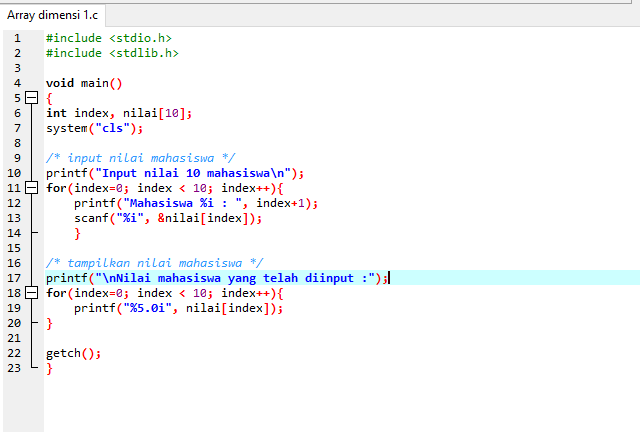 Array dimensi 1.c
1 #include <stdio.h>
2 #include <stdlib.h>
3
4 void main()
5 {
6 int index, nilai[10];
7 system("cls");
8
9 /* input nilai mahasiswa */
10 printf("Input nilai 10 mahasiswa\n");
11 for(index=0; index < 10; index++){
12 printf("Mahasiswa %i : ", index+1);
13 scanf("%i", &nilai[index]);
14 }
15
16 /* tampilkan nilai mahasiswa */
17 printf("\nNilai mahasiswa yang telah diinput :");
18 for(index=0; index < 10; index++){
19 printf("%5.0i", nilai[index]);
20 }
21
22 getch();
23 }